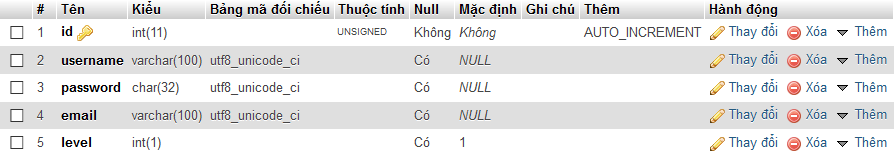 # Tên Kiểu Bảng mã đối chiếu Thuộc tính Null Mặc định Ghi chú Thêm Hành động
1 id int(11) UNSIGNED Không Không AUTO_INCREMENT Thay đổi Xóa Thêm
2 username varchar(100) utf8_unicode_ci Có NULL Thay đổi Xóa Thêm
3 password char(32) utf8_unicode_ci Có NULL Thay đổi Xóa Thêm
4 email varchar(100) utf8_unicode_ci Có NULL Thay đổi Xóa Thêm
5 level int(1) Có 1 Thay đổi Xóa Thêm